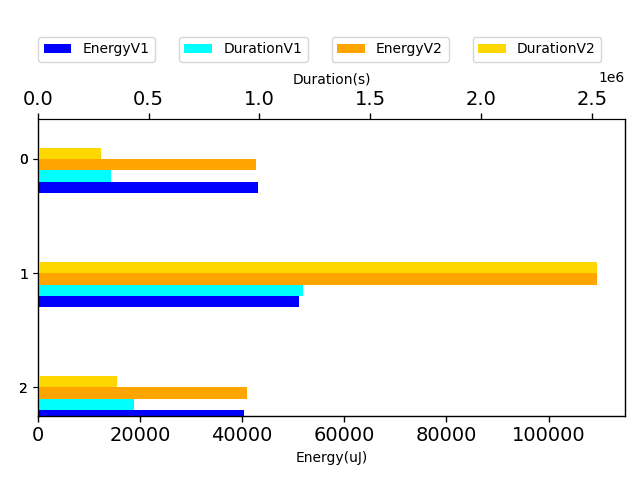 EnergyV1 DurationV1 EnergyV2 DurationV2
Duration(s)
1e6
0.0 0.5 1.0 1.5 2.0 2.5
0
1
2
0 20000 40000 60000 80000 100000
Energy(uJ)